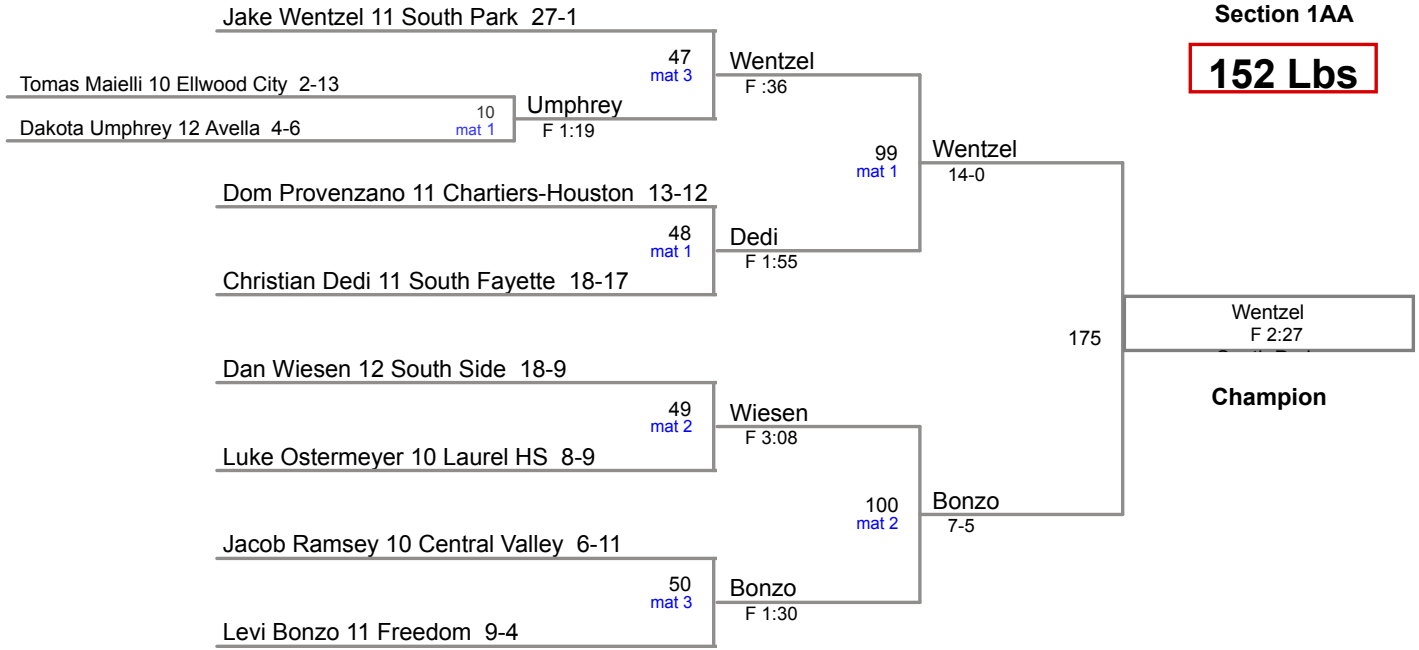 Jake Wentzel 11 South Park 27-1
Section 1AA
47
mat 3
Wentzel
F :36
152 Lbs
Tomas Maielli 10 Ellwood City 2-13
10
mat 1
Umphrey
F 1:19
Dakota Umphrey 12 Avella 4-6
99
mat 1
Wentzel
14-0
Dom Provenzano 11 Chartiers-Houston 13-12
48
mat 1
Dedi
F 1:55
Christian Dedi 11 South Fayette 18-17
175
Wentzel
F 2:27
Champion
Dan Wiesen 12 South Side 18-9
49
mat 2
Wiesen
F 3:08
Luke Ostermeyer 10 Laurel HS 8-9
100
mat 2
Bonzo
7-5
Jacob Ramsey 10 Central Valley 6-11
50
mat 3
Bonzo
F 1:30
Levi Bonzo 11 Freedom 9-4